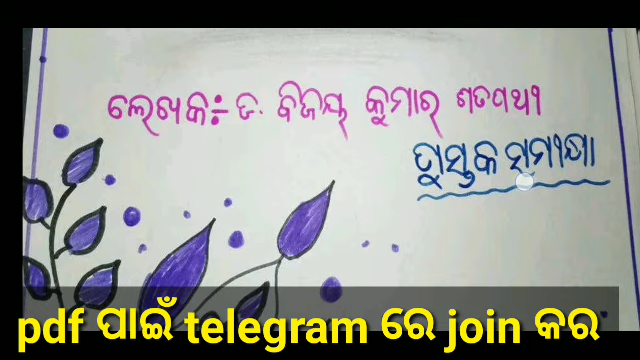 ଲେଖକ:- ଡ. ବିଜୟ କୁମାର ଶତପଥୀ
ପୁସ୍ତକ ସମୀକ୍ଷା
pdf ପାଇଁ telegram ରେ join କର